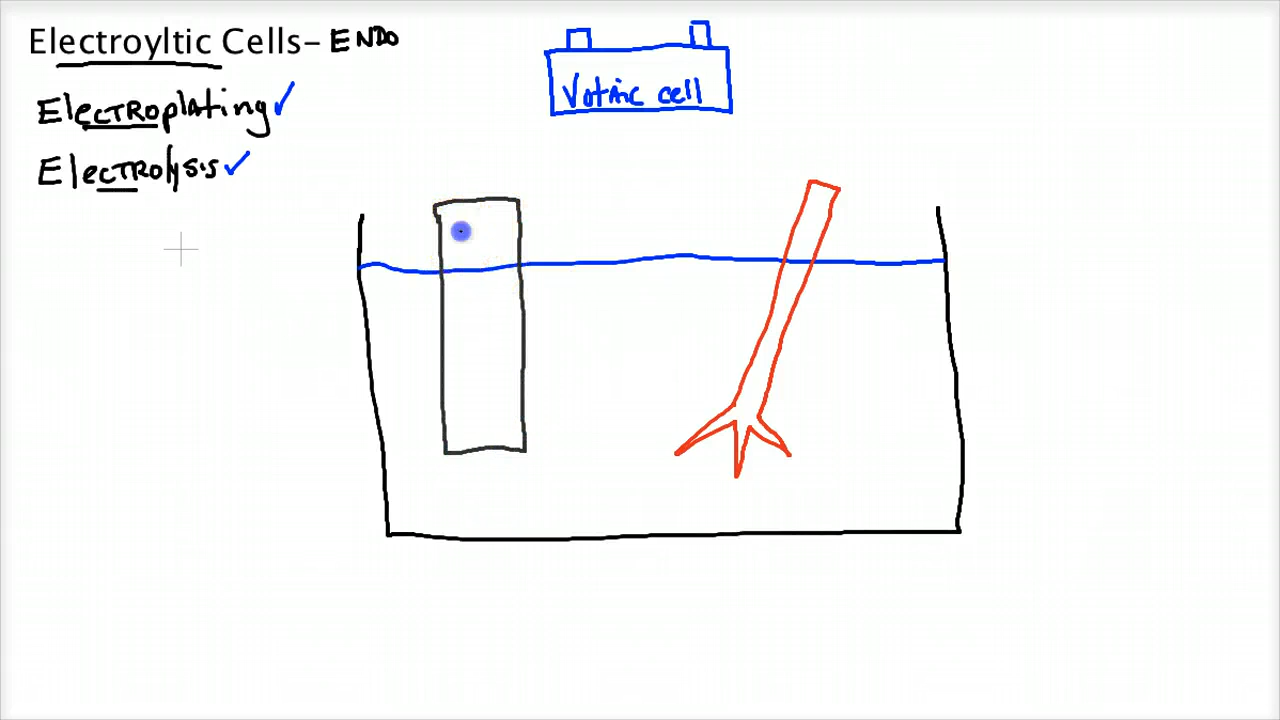 Electroyltic Cells- ENDO
Electroplating ✓
Electrolysis ✓
Voltaic cell